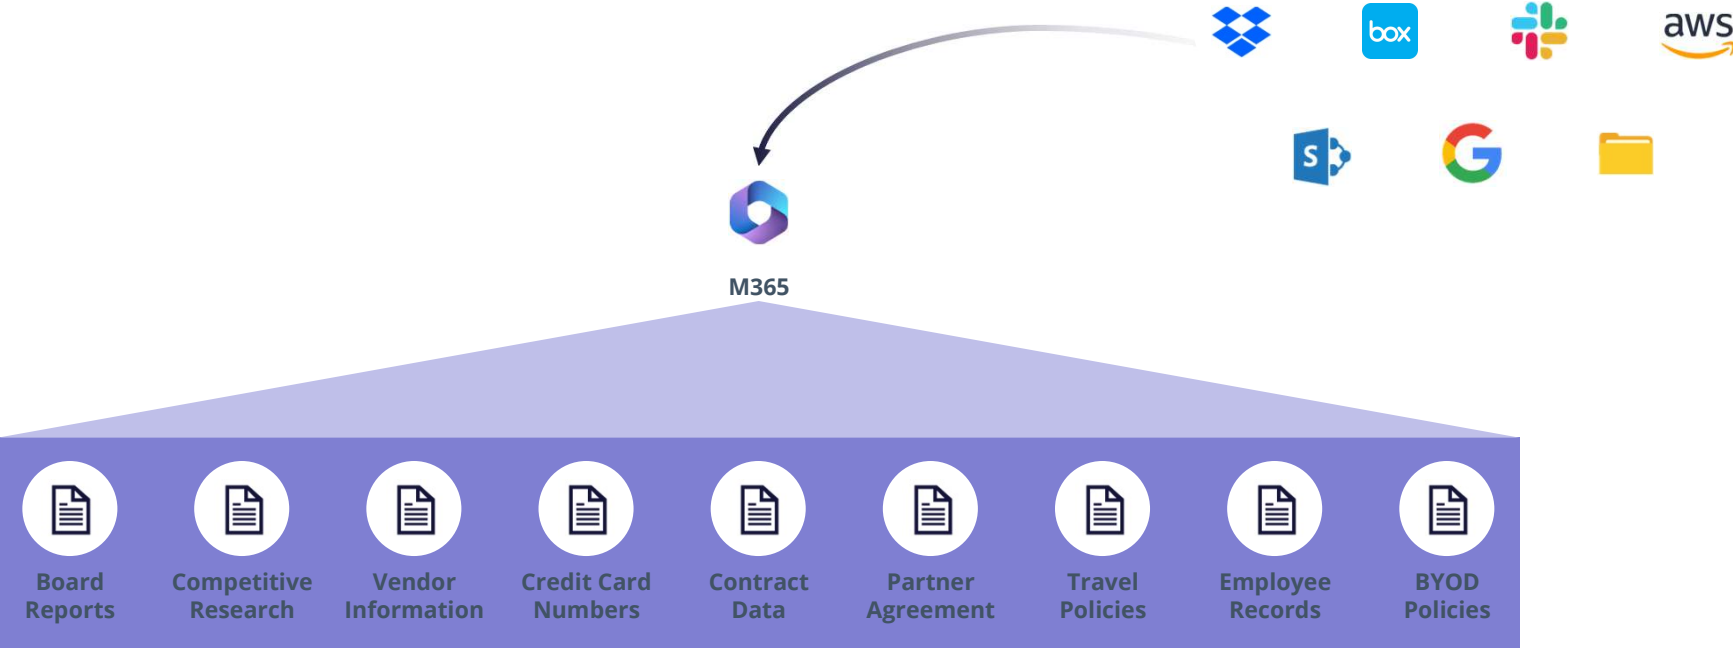 box
aws
S
G
M365
Board
Reports
Competitive
Research
Vendor
Information
Credit Card
Numbers
Contract
Data
Partner
Agreement
Travel
Policies
Employee
Records
BYOD
Policies